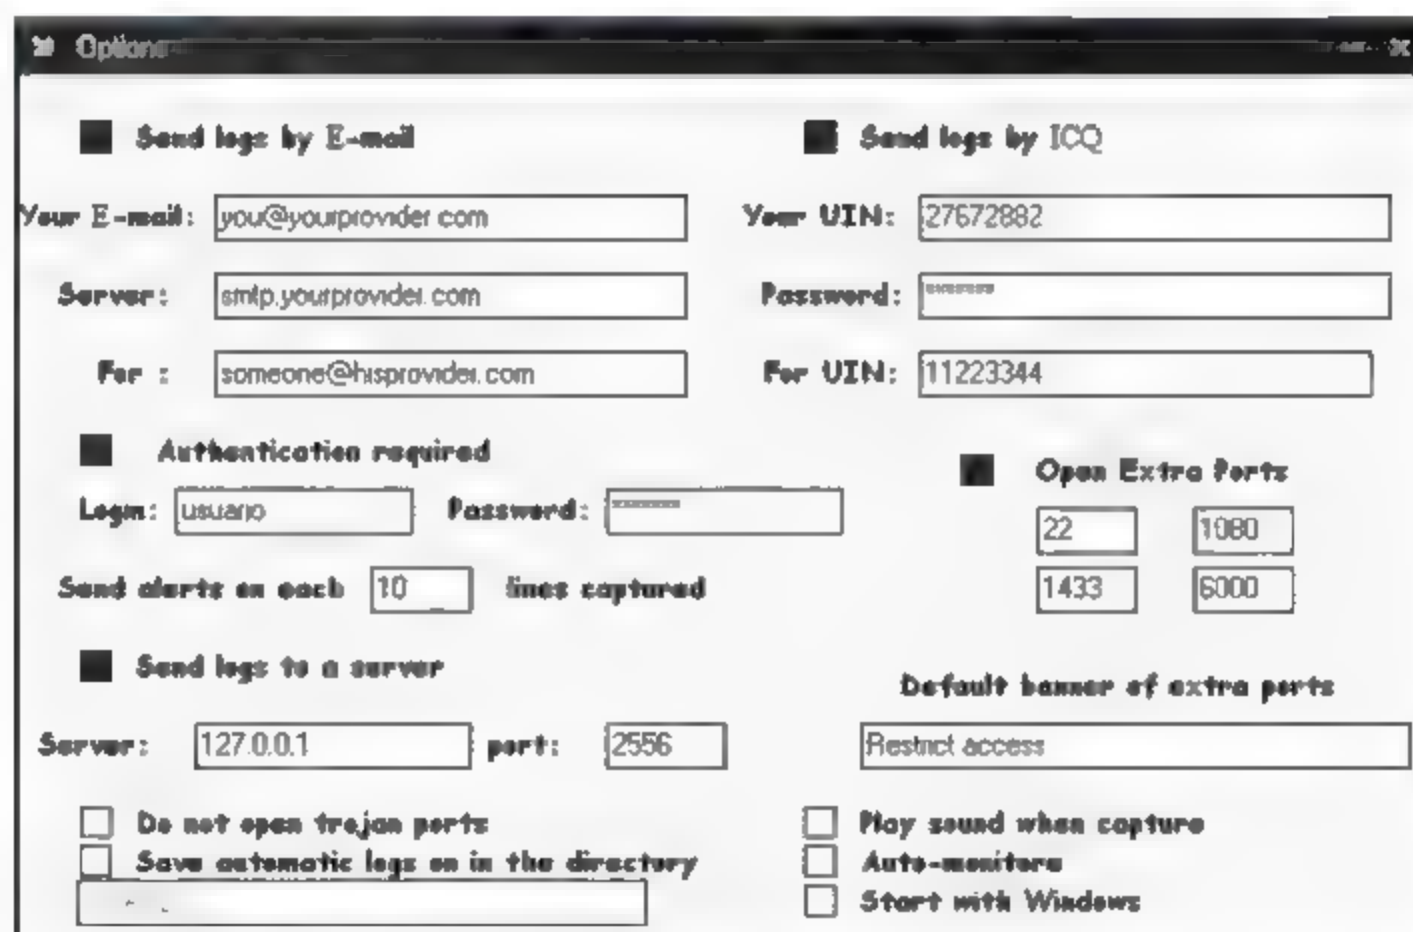 Options
Send logs by E-mail
Send logs by ICQ
Your E-mail: you@yourprovider.com
Your UIN: 27672882
Server: smtp.yourprovider.com
Password: *******
For : someone@hisprovider.com
For UIN: 11223344
Authentication required
Open Extra Ports
Login: usuario Password: *******
22 1080
Send alerts on each 10 lines captured
1433 6000
Send logs to a server
Default banner of extra ports
Server: 127.0.0.1 port: 2556
Restrict access
Do not open trojan ports
Play sound when capture
Save automatic logs on in the directory
Auto-monitore
Start with Windows